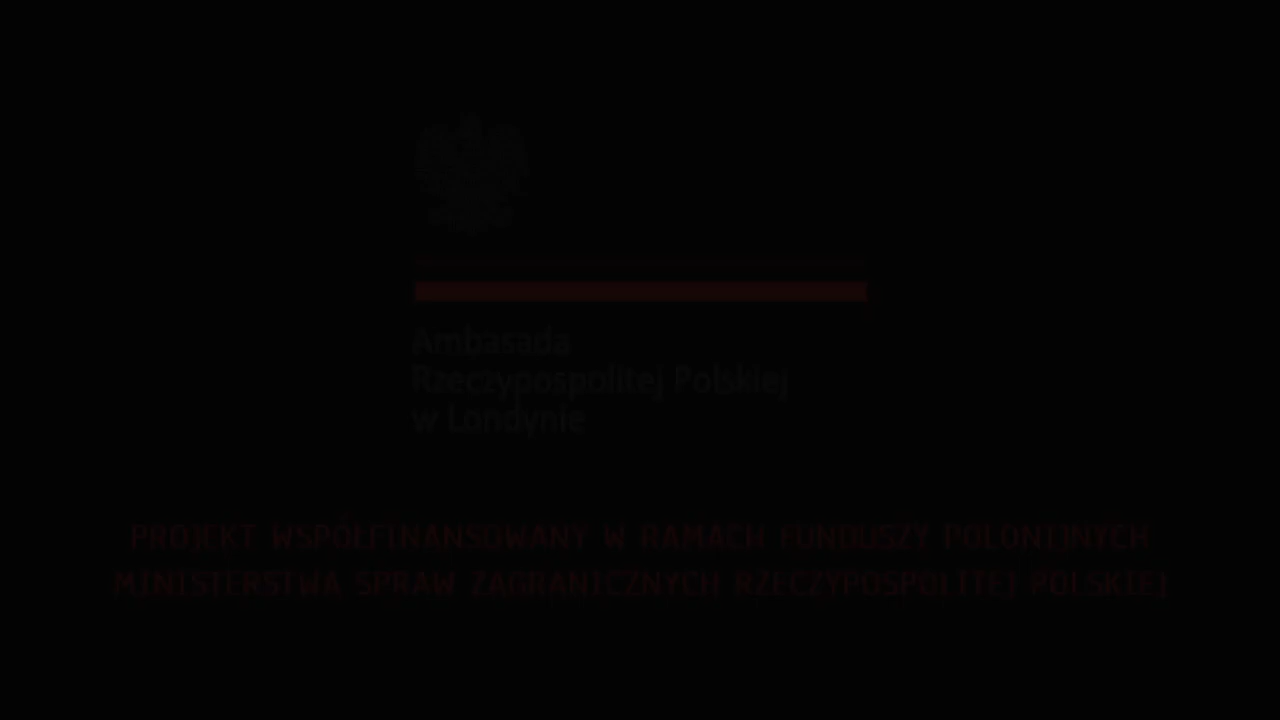 Ambasada
Rzeczypospolitej Polskiej
w Londynie
PROJEKT WSPÓŁFINANSOWANY W RAMACH FUNDUSZY POLONIJNYCH
MINISTERSTWA SPRAW ZAGRANICZNYCH RZECZYPOSPOLITEJ POLSKIEJ